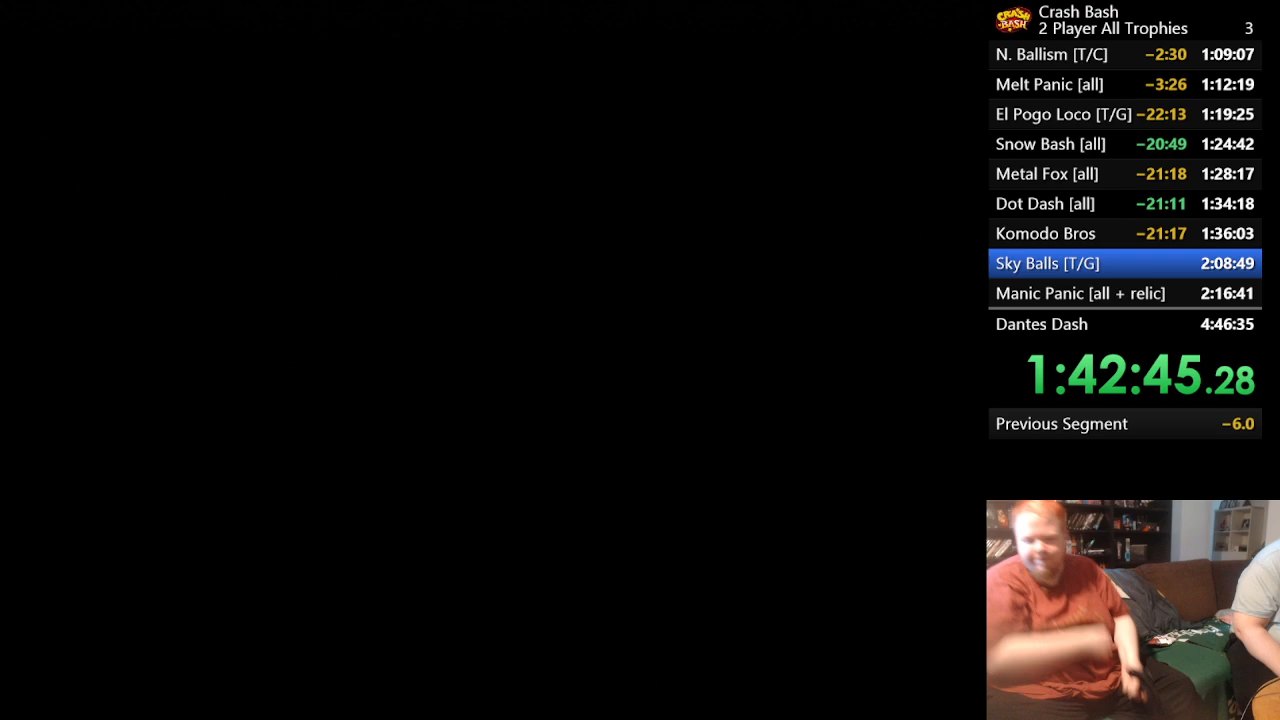 CRASH BASH
Crash Bash
2 Player All Trophies 3
N. Ballism [T/C] −2:30 1:09:07
Melt Panic [all] −3:26 1:12:19
El Pogo Loco [T/G] −22:13 1:19:25
Snow Bash [all] −20:49 1:24:42
Metal Fox [all] −21:18 1:28:17
Dot Dash [all] −21:11 1:34:18
Komodo Bros −21:17 1:36:03
Sky Balls [T/G] 2:08:49
Manic Panic [all + relic] 2:16:41
Dantes Dash 4:46:35
1:42:45.28
Previous Segment −6.0